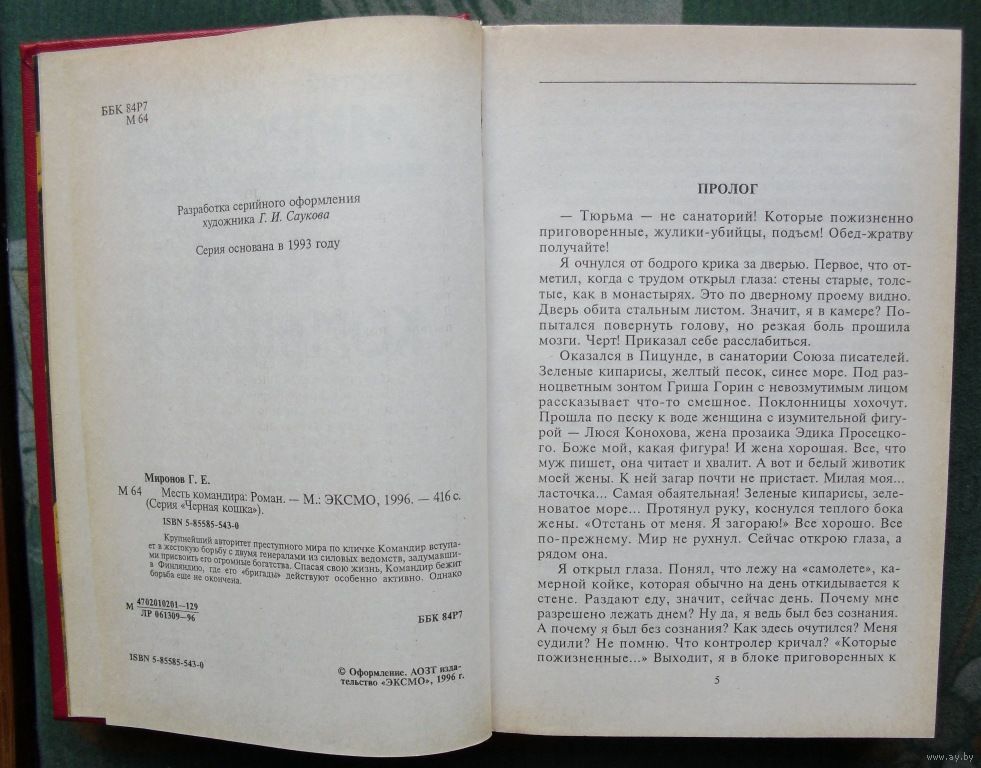 ББК 84Р7
М 64
Разработка серийного оформления
художника Г. И. Саукова
Серия основана в 1993 году
Миронов Г. Е.
М 64
Месть командира: Роман. — М.: ЭКСМО, 1996. — 416 с.
(Серия «Черная кошка»).
ISBN 5-85585-543-0
Крупнейший авторитет преступного мира по кличке Командир вступа-
ет в жестокую борьбу с двумя генералами из силовых ведомств, задумавши-
ми присвоить его огромные богатства. Спасая свою жизнь, Командир бежит
в Финляндию, где его «бригады» действуют особенно активно. Однако
борьба еще не окончена.
М 4702010201—129
ЛР 061309—96
ББК 84Р7
ISBN 5-85585-543-0
© Оформление. АОЗТ изда-
тельство «ЭКСМО», 1996 г.
ПРОЛОГ
— Тюрьма — не санаторий! Которые пожизненно
приговоренные, жулики-убийцы, подъем! Обед-жратву
получайте!
Я очнулся от бодрого крика за дверью. Первое, что от-
метил, когда с трудом открыл глаза: стены старые, толс-
тые, как в монастырях. Это по дверному проему видно.
Дверь обита стальным листом. Значит, я в камере? По-
пытался повернуть голову, но резкая боль прошила
мозги. Черт! Приказал себе расслабиться.
Оказался в Пицунде, в санатории Союза писателей.
Зеленые кипарисы, желтый песок, синее море. Под раз-
ноцветным зонтом Гриша Горин с невозмутимым лицом
рассказывает что-то смешное. Поклонницы хохочут.
Прошла по песку к воде женщина с изумительной фигу-
рой — Люся Конохова, жена прозаика Эдика Просецко-
го. Боже мой, какая фигура! И жена хорошая. Все, что
муж пишет, она читает и хвалит. А вот и белый животик
моей жены. К ней загар почти не пристает. Милая моя...
ласточка... Самая обаятельная! Зеленые кипарисы, зеле-
новатое море... Протянул руку, коснулся теплого бока
жены. «Отстань от меня. Я загораю!» Все хорошо. Все
по-прежнему. Мир не рухнул. Сейчас открою глаза, а
рядом она.
Я открыл глаза. Понял, что лежу на «самолете», ка-
мерной койке, которая обычно на день откидывается к
стене. Раздают еду, значит, сейчас день. Почему мне
разрешено лежать днем? Ну да, я ведь был без сознания.
А почему я был без сознания? Как здесь очутился? Меня
судили? Не помню. Что контролер кричал? «Которые
пожизненные...» Выходит, я в блоке приговоренных к
5
www.ay.by